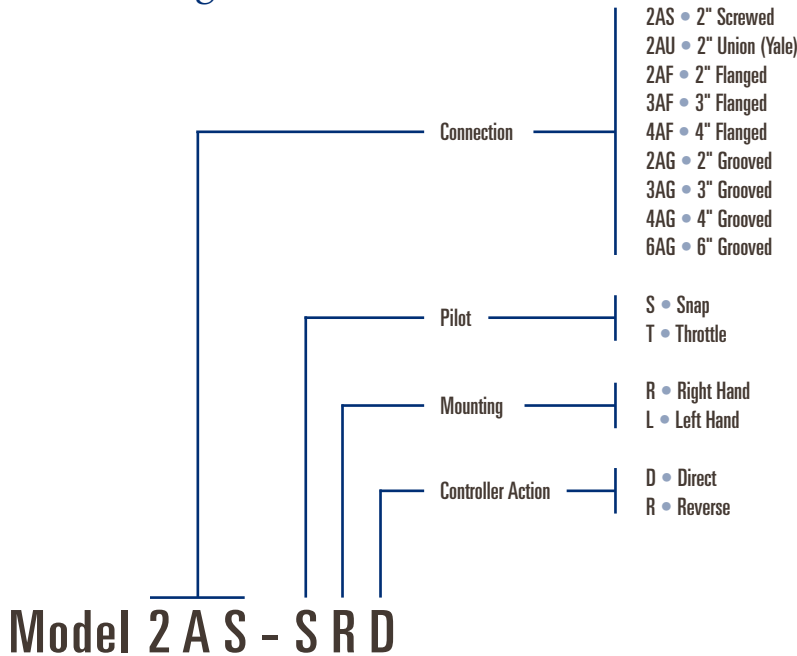 2AS • 2" Screwed
2AU • 2" Union (Yale)
2AF • 2" Flanged
3AF • 3" Flanged
Connection
4AF • 4" Flanged
2AG • 2" Grooved
3AG • 3" Grooved
4AG • 4" Grooved
6AG • 6" Grooved
Pilot
S • Snap
T • Throttle
Mounting
R • Right Hand
L • Left Hand
Controller Action
D • Direct
R • Reverse
Model 2AS - SRD